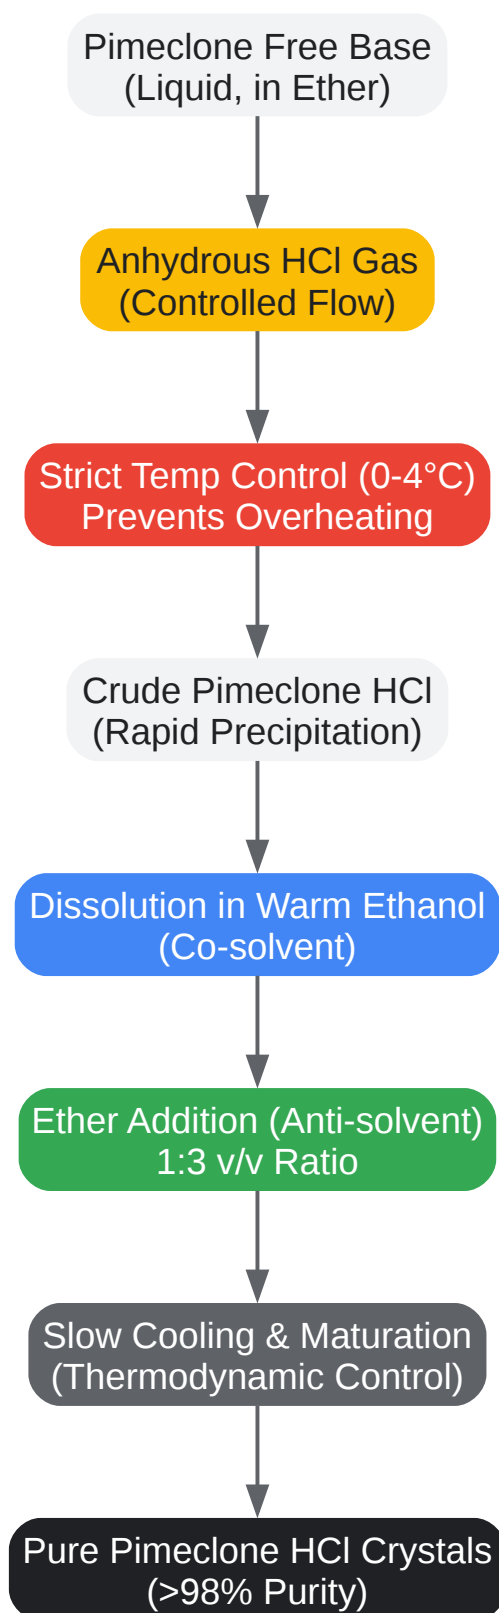 Pimeclone Free Base
(Liquid, in Ether)
Anhydrous HCl Gas
(Controlled Flow)
Strict Temp Control (0-4°C)
Prevents Overheating
Crude Pimeclone HCl
(Rapid Precipitation)
Dissolution in Warm Ethanol
(Co-solvent)
Ether Addition (Anti-solvent)
1:3 v/v Ratio
Slow Cooling & Maturation
(Thermodynamic Control)
Pure Pimeclone HCl Crystals
(>98% Purity)